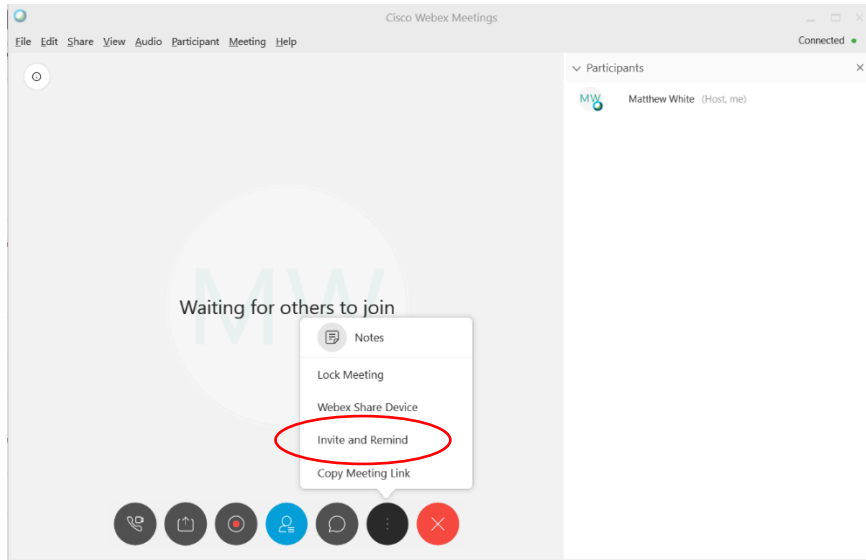 Cisco Webex Meetings
File Edit Share View Audio Participant Meeting Help
Connected
Participants
MW Matthew White (Host, me)
MW
Waiting for others to join
Notes
Lock Meeting
Webex Share Device
Invite and Remind
Copy Meeting Link